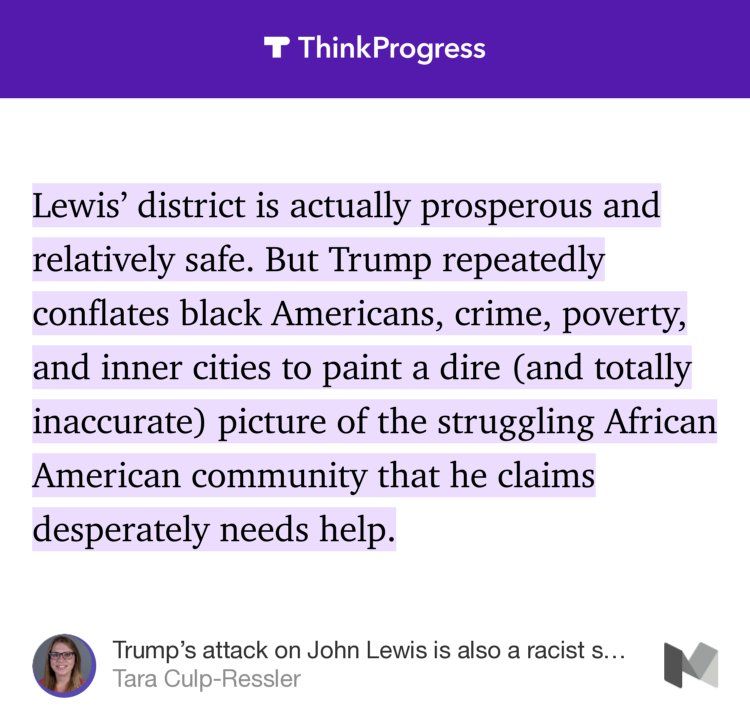 ThinkProgress
Lewis’ district is actually prosperous and
relatively safe. But Trump repeatedly
conflates black Americans, crime, poverty,
and inner cities to paint a dire (and totally
inaccurate) picture of the struggling African
American community that he claims
desperately needs help.
Trump’s attack on John Lewis is also a racist s…
Tara Culp-Ressler